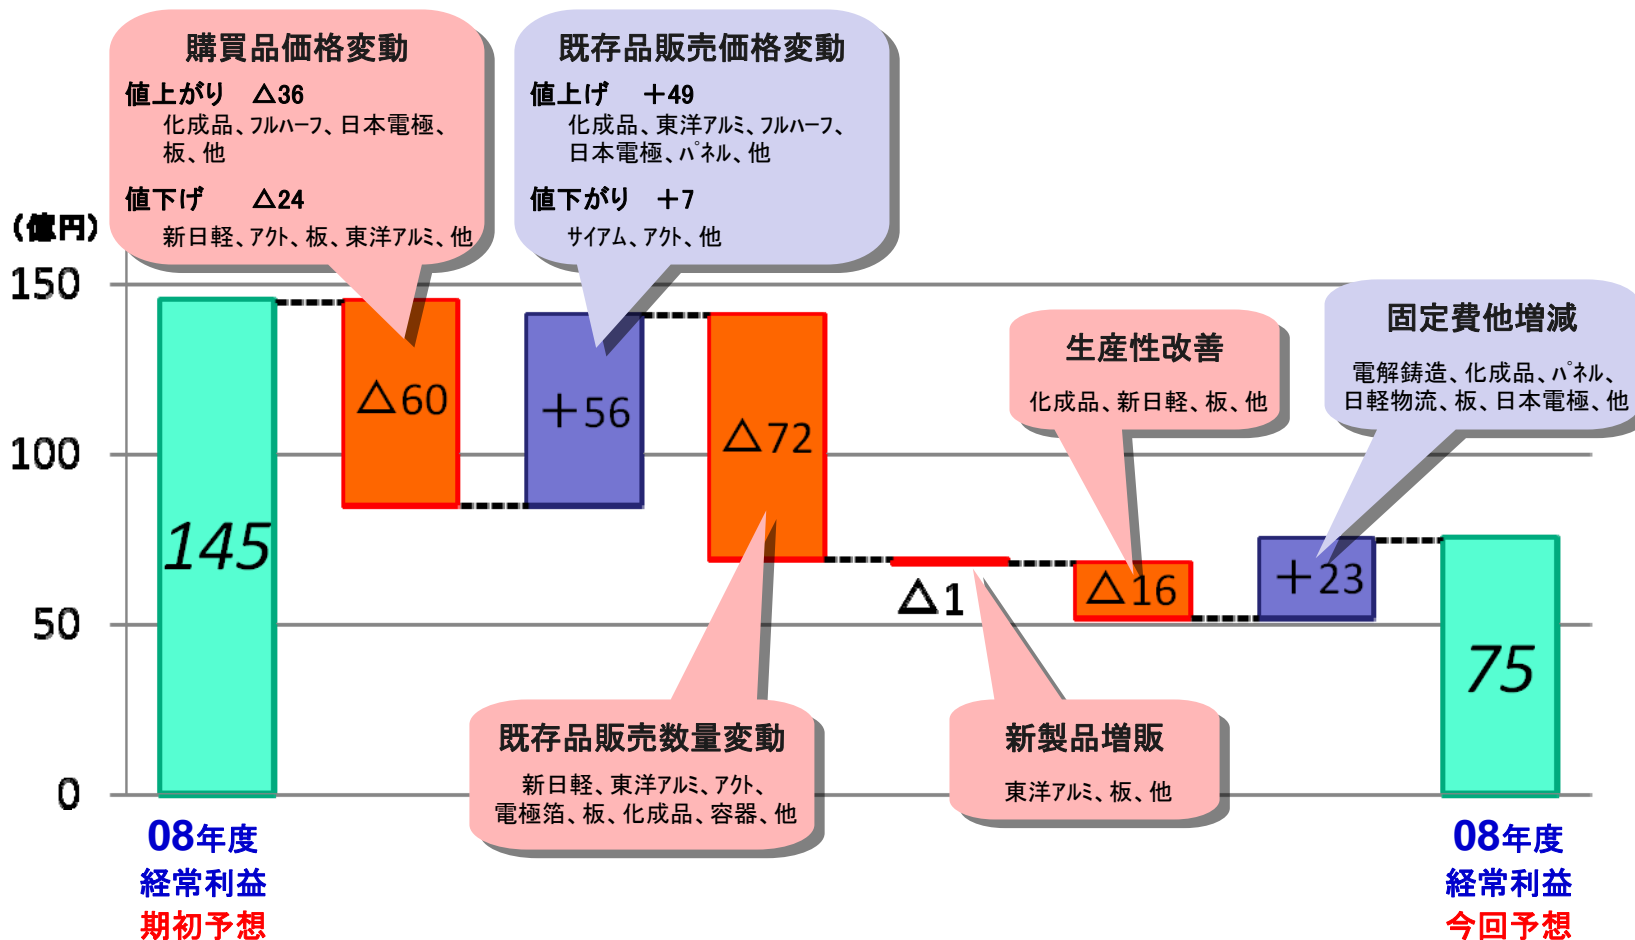 購買品価格変動
値上がり △36
化成品、フルハーフ、日本電極、
板、他
値下げ △24
新日軽、アクト、板、東洋アルミ、他
既存品販売価格変動
値上げ ＋49
化成品、東洋アルミ、フルハーフ、
日本電極、パネル、他
値下がり ＋7
サイアム、アクト、他
(億円)
150
100
50
0
145
△60
＋56
△72
△1
△16
＋23
75
生産性改善
化成品、新日軽、板、他
固定費他増減
電解鋳造、化成品、パネル、
日軽物流、板、日本電極、他
既存品販売数量変動
新日軽、東洋アルミ、アクト、
電極箔、板、化成品、容器、他
新製品増販
東洋アルミ、板、他
08年度
経常利益
期初予想
08年度
経常利益
今回予想